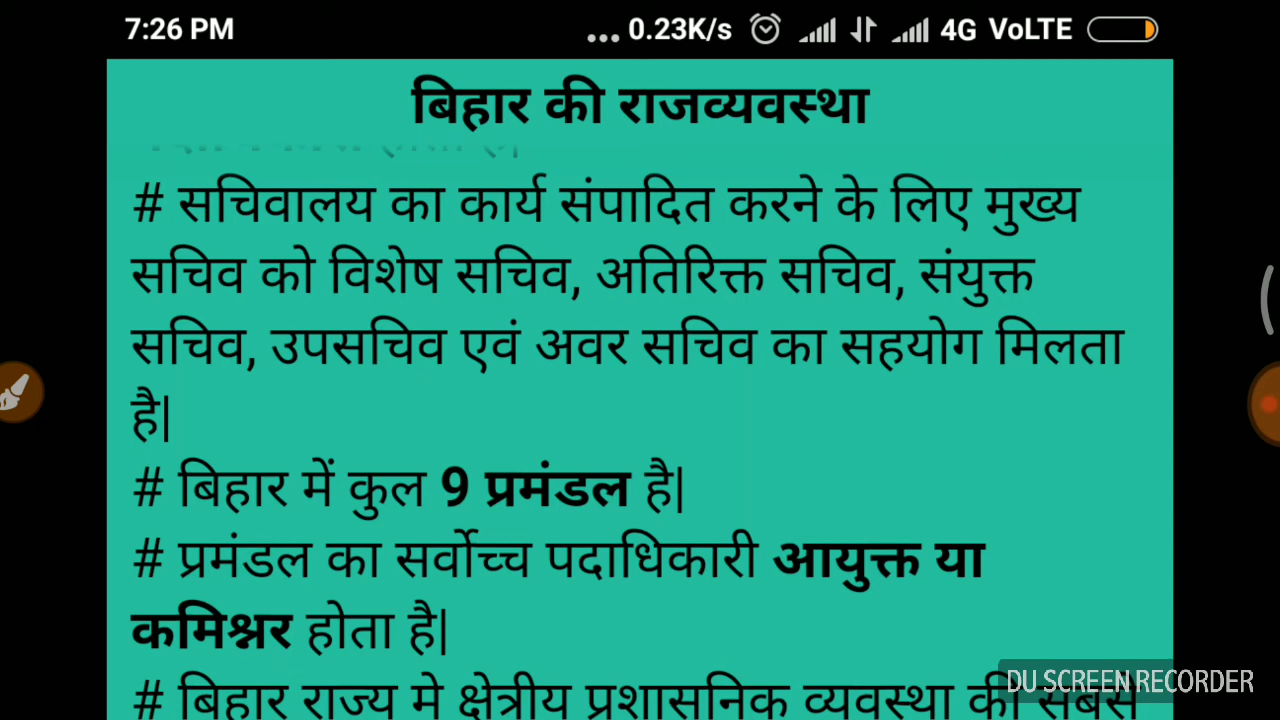 7:26 PM ... 0.23K/s 4G VoLTE
बिहार की राजव्यवस्था
# सचिवालय का कार्य संपादित करने के लिए मुख्य
सचिव को विशेष सचिव, अतिरिक्त सचिव, संयुक्त
सचिव, उपसचिव एवं अवर सचिव का सहयोग मिलता
है|
# बिहार में कुल 9 प्रमंडल है|
# प्रमंडल का सर्वोच्च पदाधिकारी आयुक्त या
कमिश्नर होता है|
# बिहार राज्य मे क्षेत्रीय प्रशासनिक व्यवस्था की सबसे
DU SCREEN RECORDER